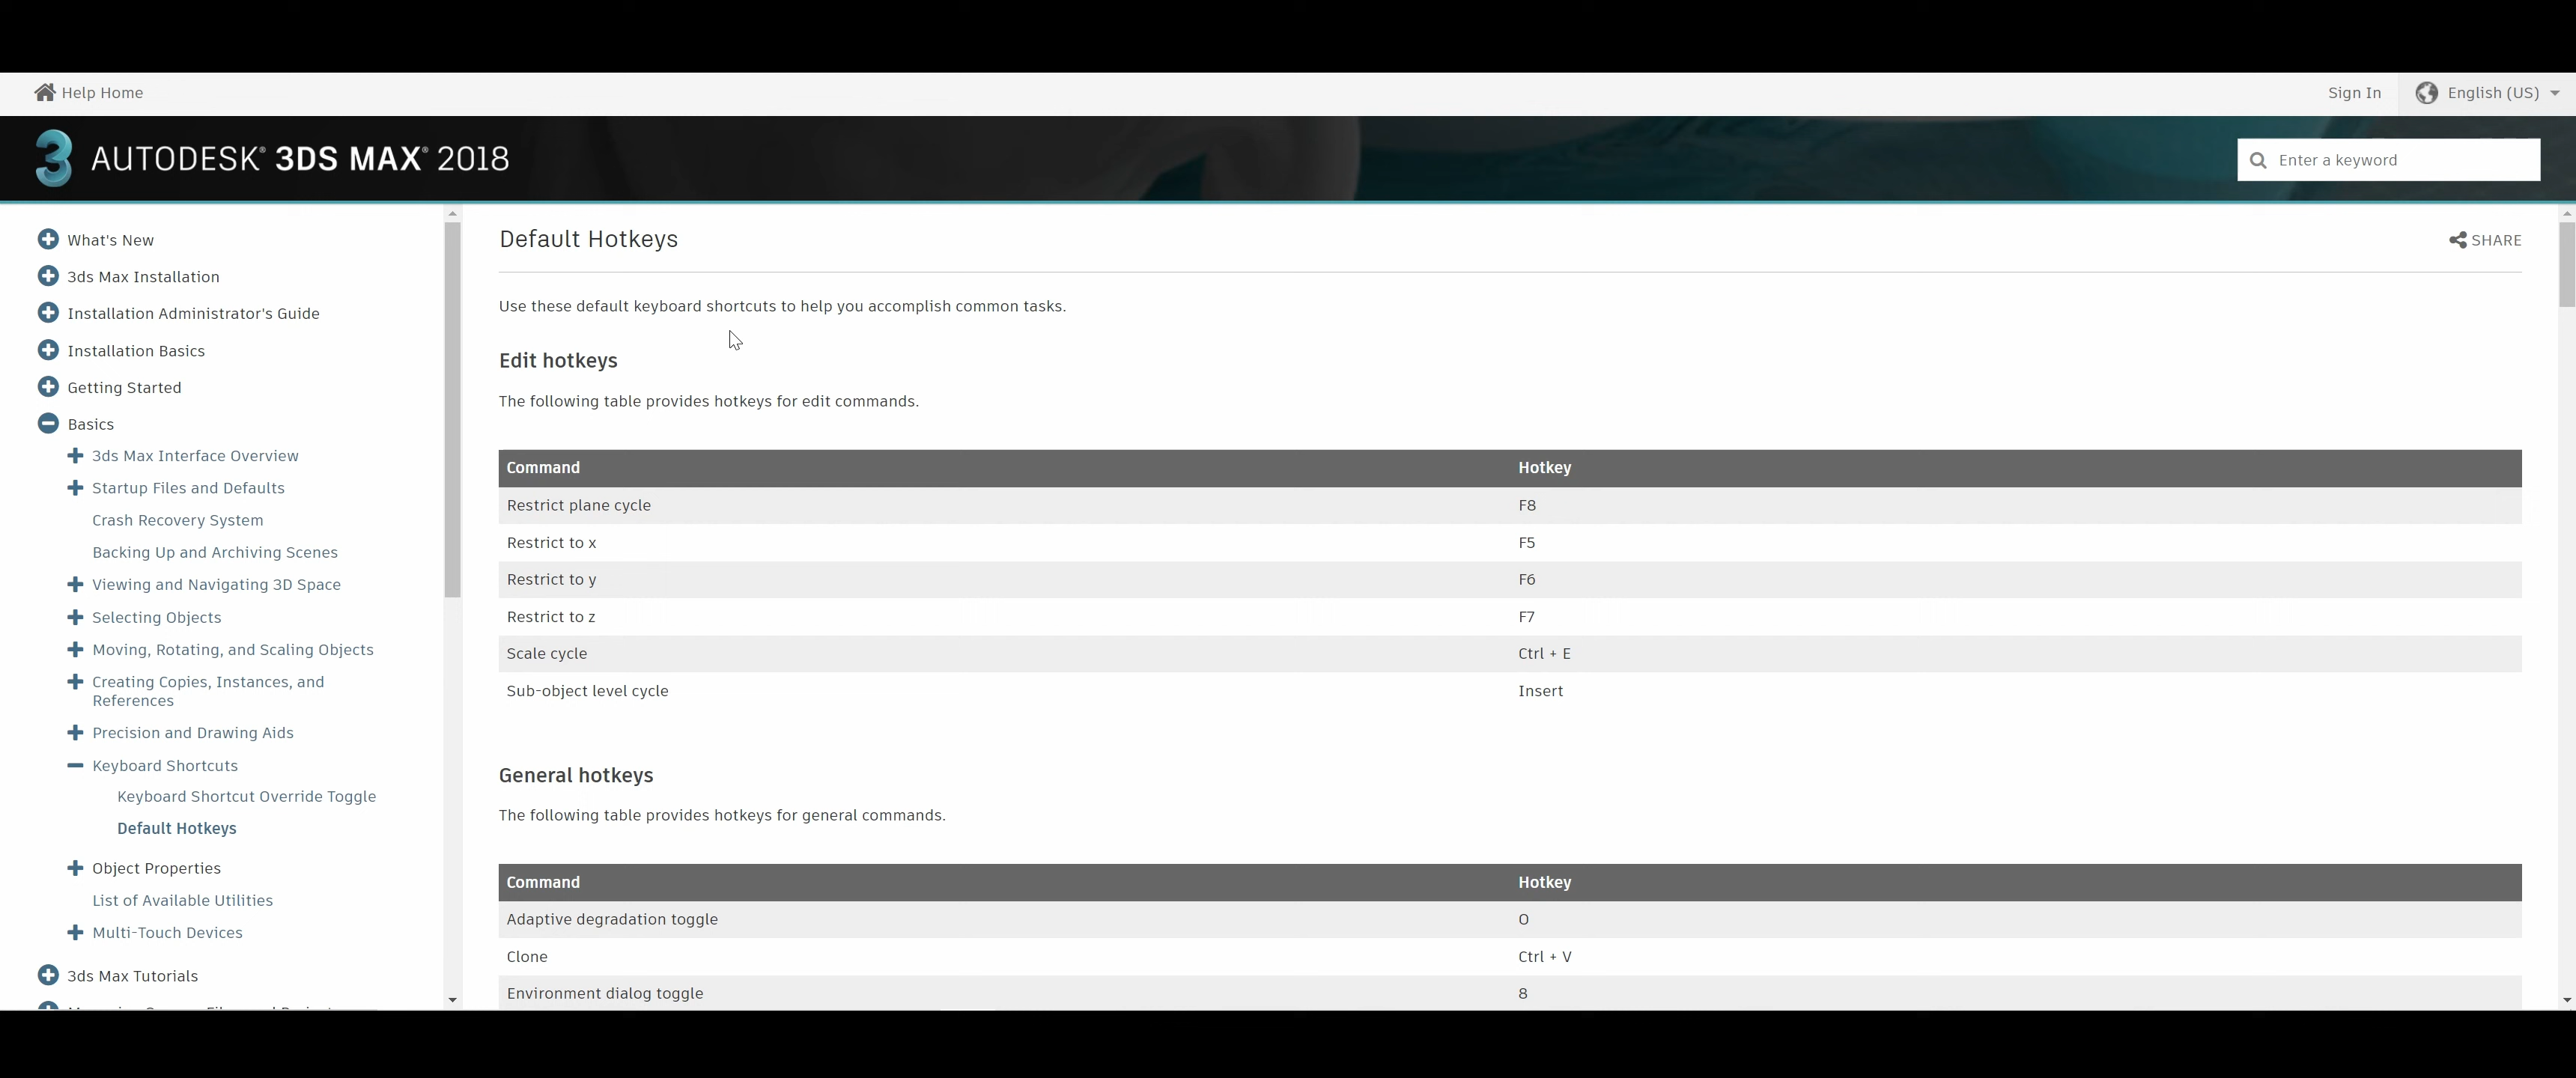 Help Home
Sign In
English (US)
AUTODESK® 3DS MAX® 2018
Enter a keyword
What's New
3ds Max Installation
Installation Administrator's Guide
Installation Basics
Getting Started
Basics
3ds Max Interface Overview
Startup Files and Defaults
Crash Recovery System
Backing Up and Archiving Scenes
Viewing and Navigating 3D Space
Selecting Objects
Moving, Rotating, and Scaling Objects
Creating Copies, Instances, and
References
Precision and Drawing Aids
Keyboard Shortcuts
Keyboard Shortcut Override Toggle
Default Hotkeys
Object Properties
List of Available Utilities
Multi-Touch Devices
3ds Max Tutorials
Default Hotkeys
SHARE
Use these default keyboard shortcuts to help you accomplish common tasks.
Edit hotkeys
The following table provides hotkeys for edit commands.
Command Hotkey
Restrict plane cycle F8
Restrict to x F5
Restrict to y F6
Restrict to z F7
Scale cycle Ctrl + E
Sub-object level cycle Insert
General hotkeys
The following table provides hotkeys for general commands.
Command Hotkey
Adaptive degradation toggle O
Clone Ctrl + V
Environment dialog toggle 8